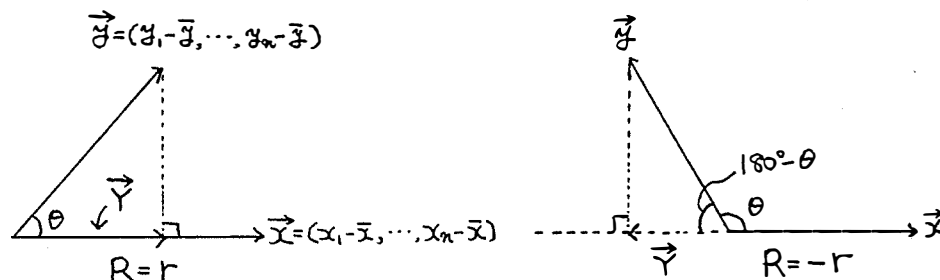 y⃗=(y₁-ȳ,⋯,yₙ-ȳ)
θ
Y⃗
x⃗=(x₁-x̄,⋯,xₙ-x̄)
R=r
y⃗
180°-θ
θ
x⃗
Y⃗
R=-r